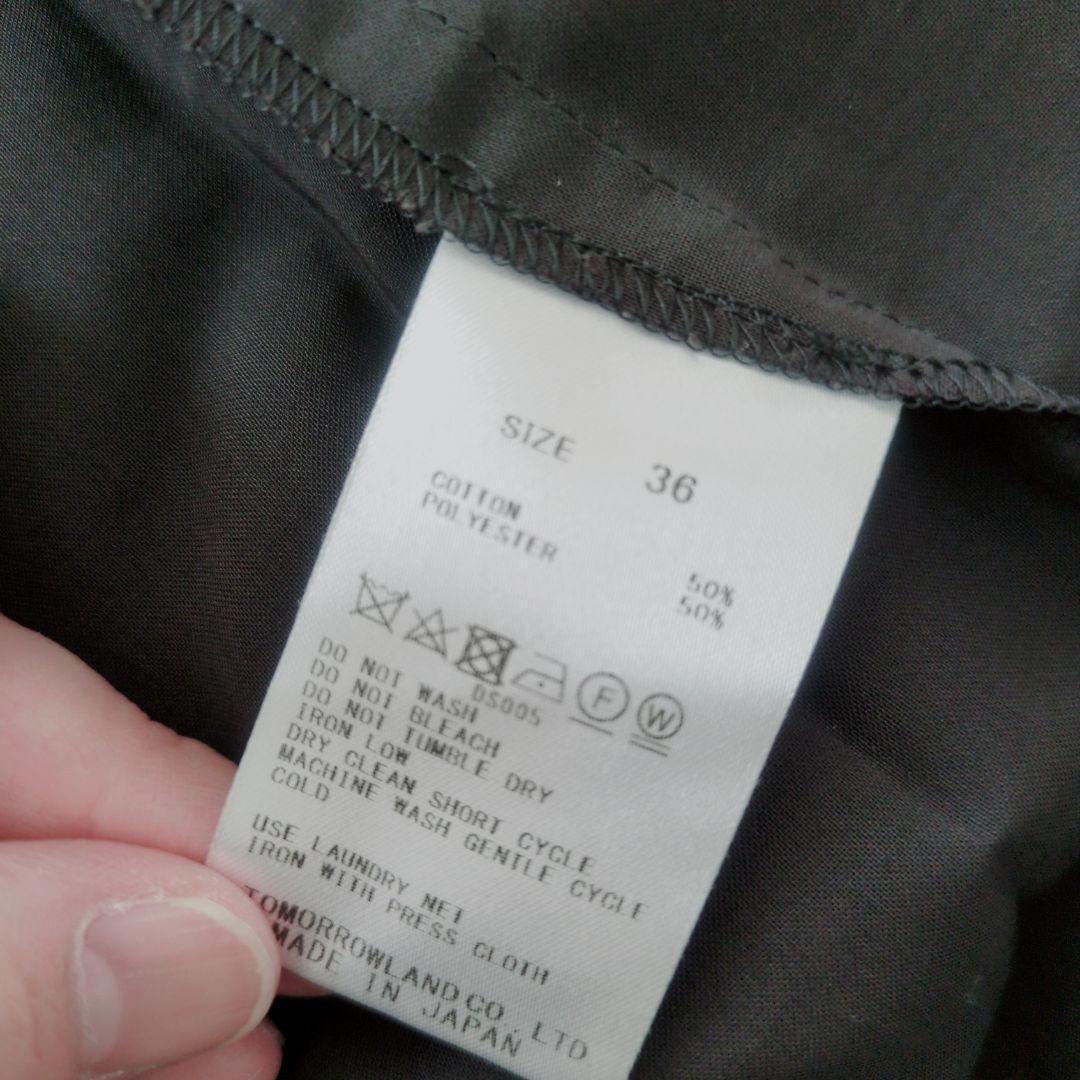 SIZE 36
COTTON 50%
POLYESTER 50%
F W
DS005
DO NOT WASH
DO NOT BLEACH
DO NOT TUMBLE DRY
IRON LOW
DRY CLEAN SHORT CYCLE
MACHINE WASH GENTLE CYCLE
COLD
USE LAUNDRY NET
IRON WITH PRESS CLOTH
TOMORROWLAND CO., LTD
MADE IN JAPAN